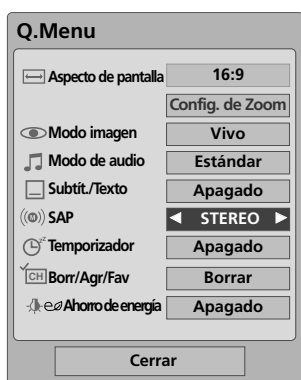 Q.Menu
Aspecto de pantalla 16:9
Config. de Zoom
Modo imagen Vivo
Modo de audio Estándar
Subtít./Texto Apagado
SAP ◀ STEREO ▶
Temporizador Apagado
CH Borr/Agr/Fav Borrar
Ahorro de energía Apagado
Cerrar